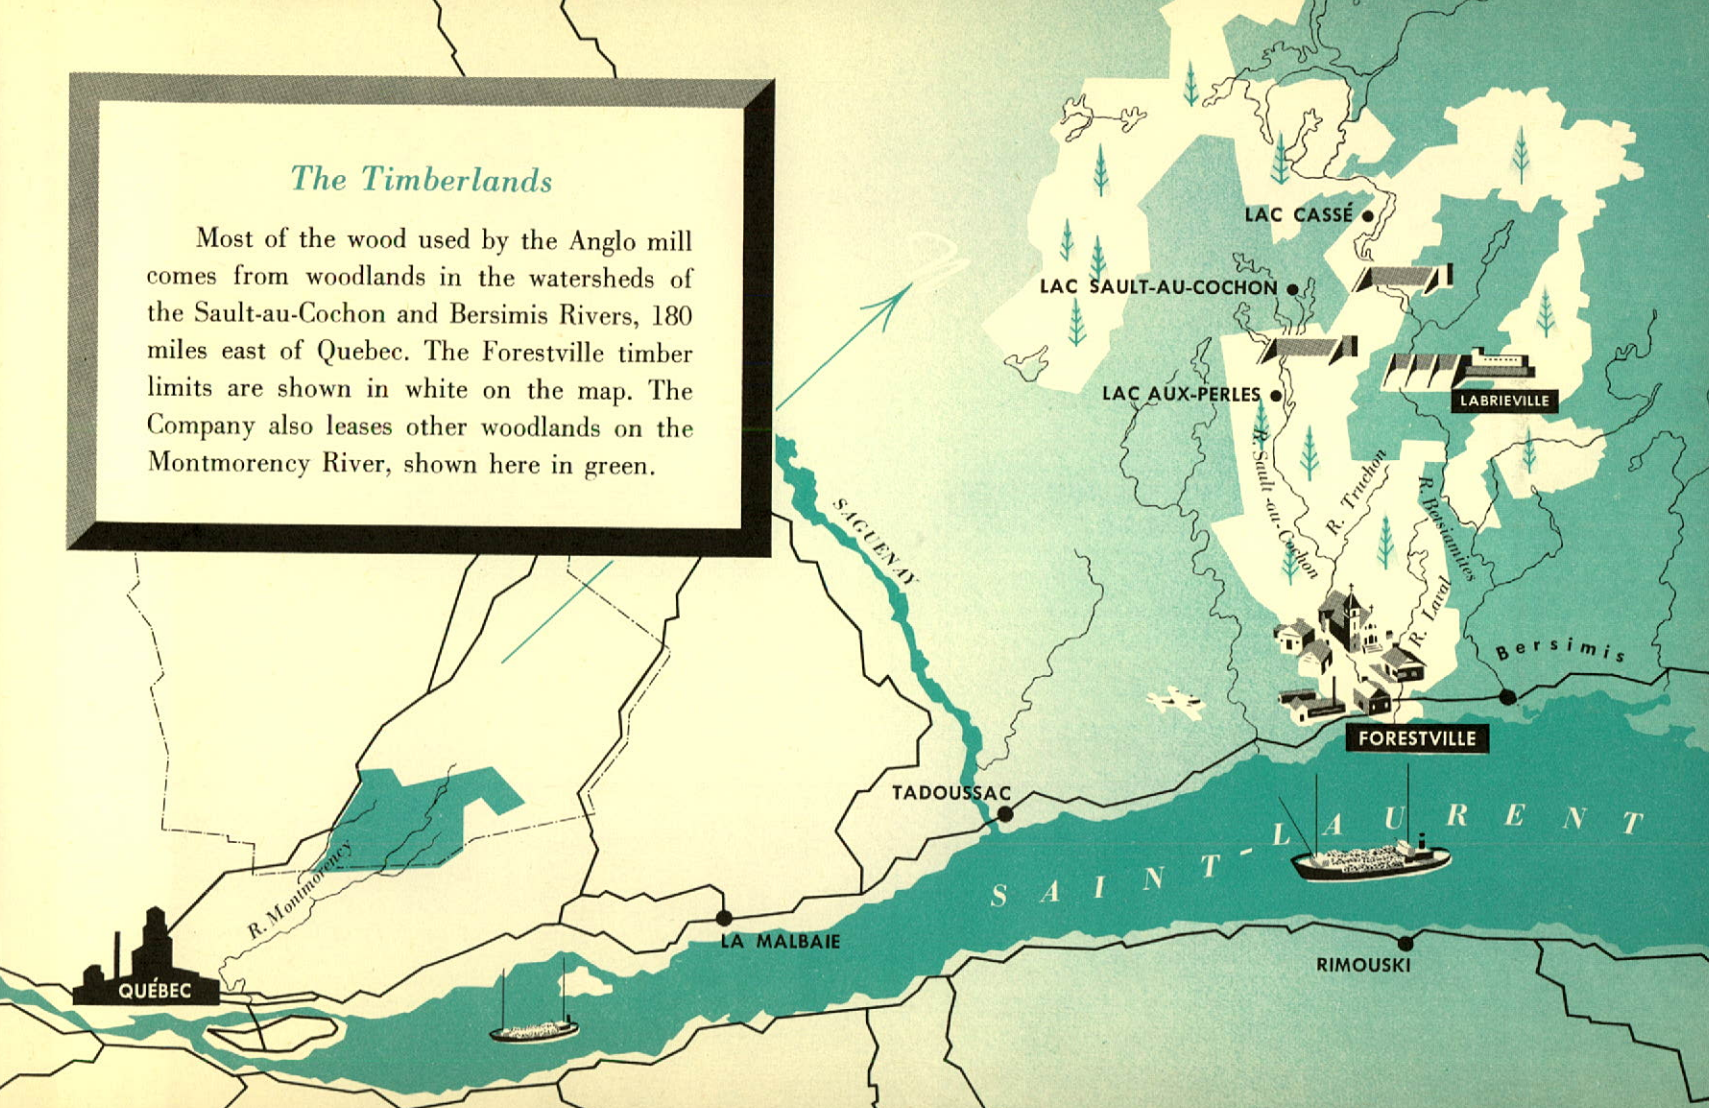 The Timberlands
Most of the wood used by the Anglo mill
comes from woodlands in the watersheds of
the Sault-au-Cochon and Bersimis Rivers, 180
miles east of Quebec. The Forestville timber
limits are shown in white on the map. The
Company also leases other woodlands on the
Montmorency River, shown here in green.
LAC CASSÉ
LAC SAULT-AU-COCHON
LAC AUX-PERLES
LABRIEVILLE
R. Sault-au-Cochon
R. Truchon
R. Betsiamites
R. Laval
SAGUENAY
Bersimis
FORESTVILLE
TADOUSSAC
SAINT-LAURENT
R. Montmorency
LA MALBAIE
RIMOUSKI
QUÉBEC